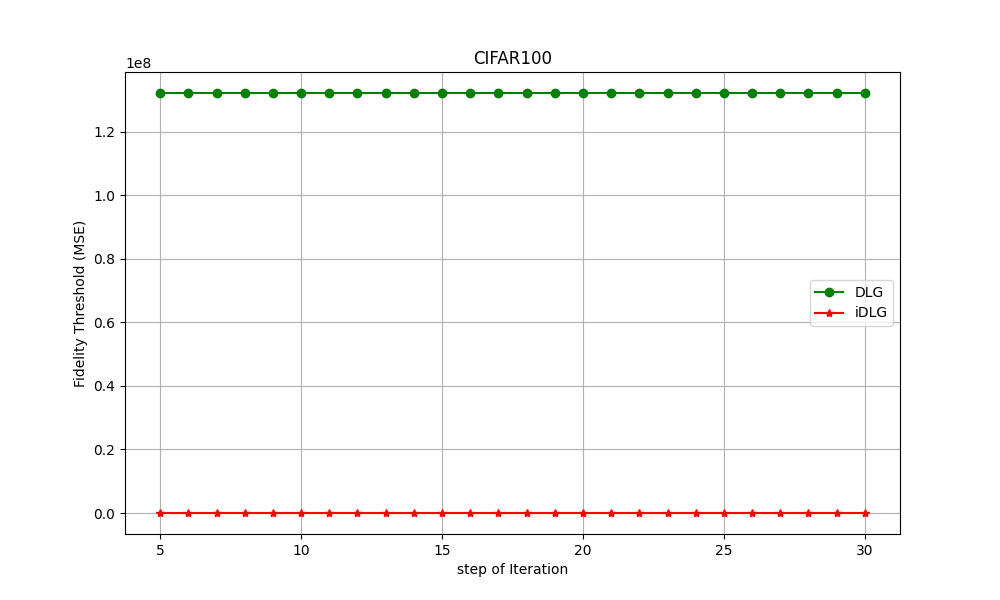 CIFAR100
1e8
1.2
1.0
0.8
0.6
0.4
0.2
0.0
Fidelity Threshold (MSE)
DLG
iDLG
5 10 15 20 25 30
step of Iteration